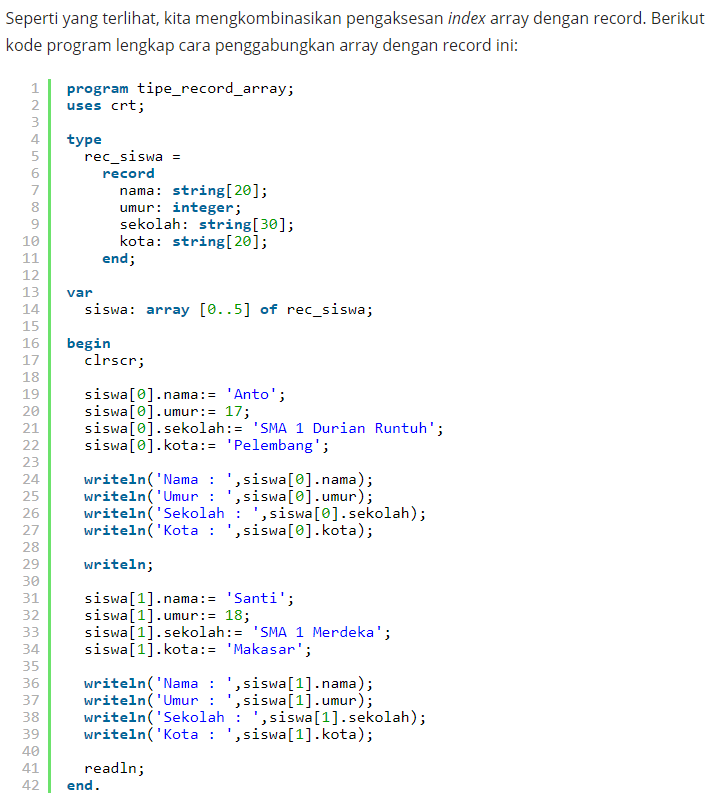 Seperti yang terlihat, kita mengkombinasikan pengaksesan index array dengan record. Berikut
kode program lengkap cara penggabungkan array dengan record ini:
1 program tipe_record_array;
2 uses crt;
3
4 type
5   rec_siswa =
6     record
7       nama: string[20];
8       umur: integer;
9       sekolah: string[30];
10       kota: string[20];
11     end;
12
13 var
14   siswa: array [0..5] of rec_siswa;
15
16 begin
17   clrscr;
18
19   siswa[0].nama:= 'Anto';
20   siswa[0].umur:= 17;
21   siswa[0].sekolah:= 'SMA 1 Durian Runtuh';
22   siswa[0].kota:= 'Pelembang';
23
24   writeln('Nama : ',siswa[0].nama);
25   writeln('Umur : ',siswa[0].umur);
26   writeln('Sekolah : ',siswa[0].sekolah);
27   writeln('Kota : ',siswa[0].kota);
28
29   writeln;
30
31   siswa[1].nama:= 'Santi';
32   siswa[1].umur:= 18;
33   siswa[1].sekolah:= 'SMA 1 Merdeka';
34   siswa[1].kota:= 'Makasar';
35
36   writeln('Nama : ',siswa[1].nama);
37   writeln('Umur : ',siswa[1].umur);
38   writeln('Sekolah : ',siswa[1].sekolah);
39   writeln('Kota : ',siswa[1].kota);
40
41   readln;
42 end.